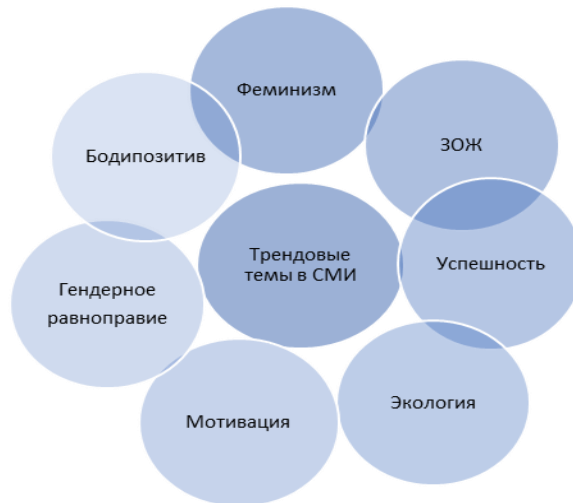 Феминизм
ЗОЖ
Бодипозитив
Трендовые
темы в СМИ
Успешность
Гендерное
равноправие
Экология
Мотивация